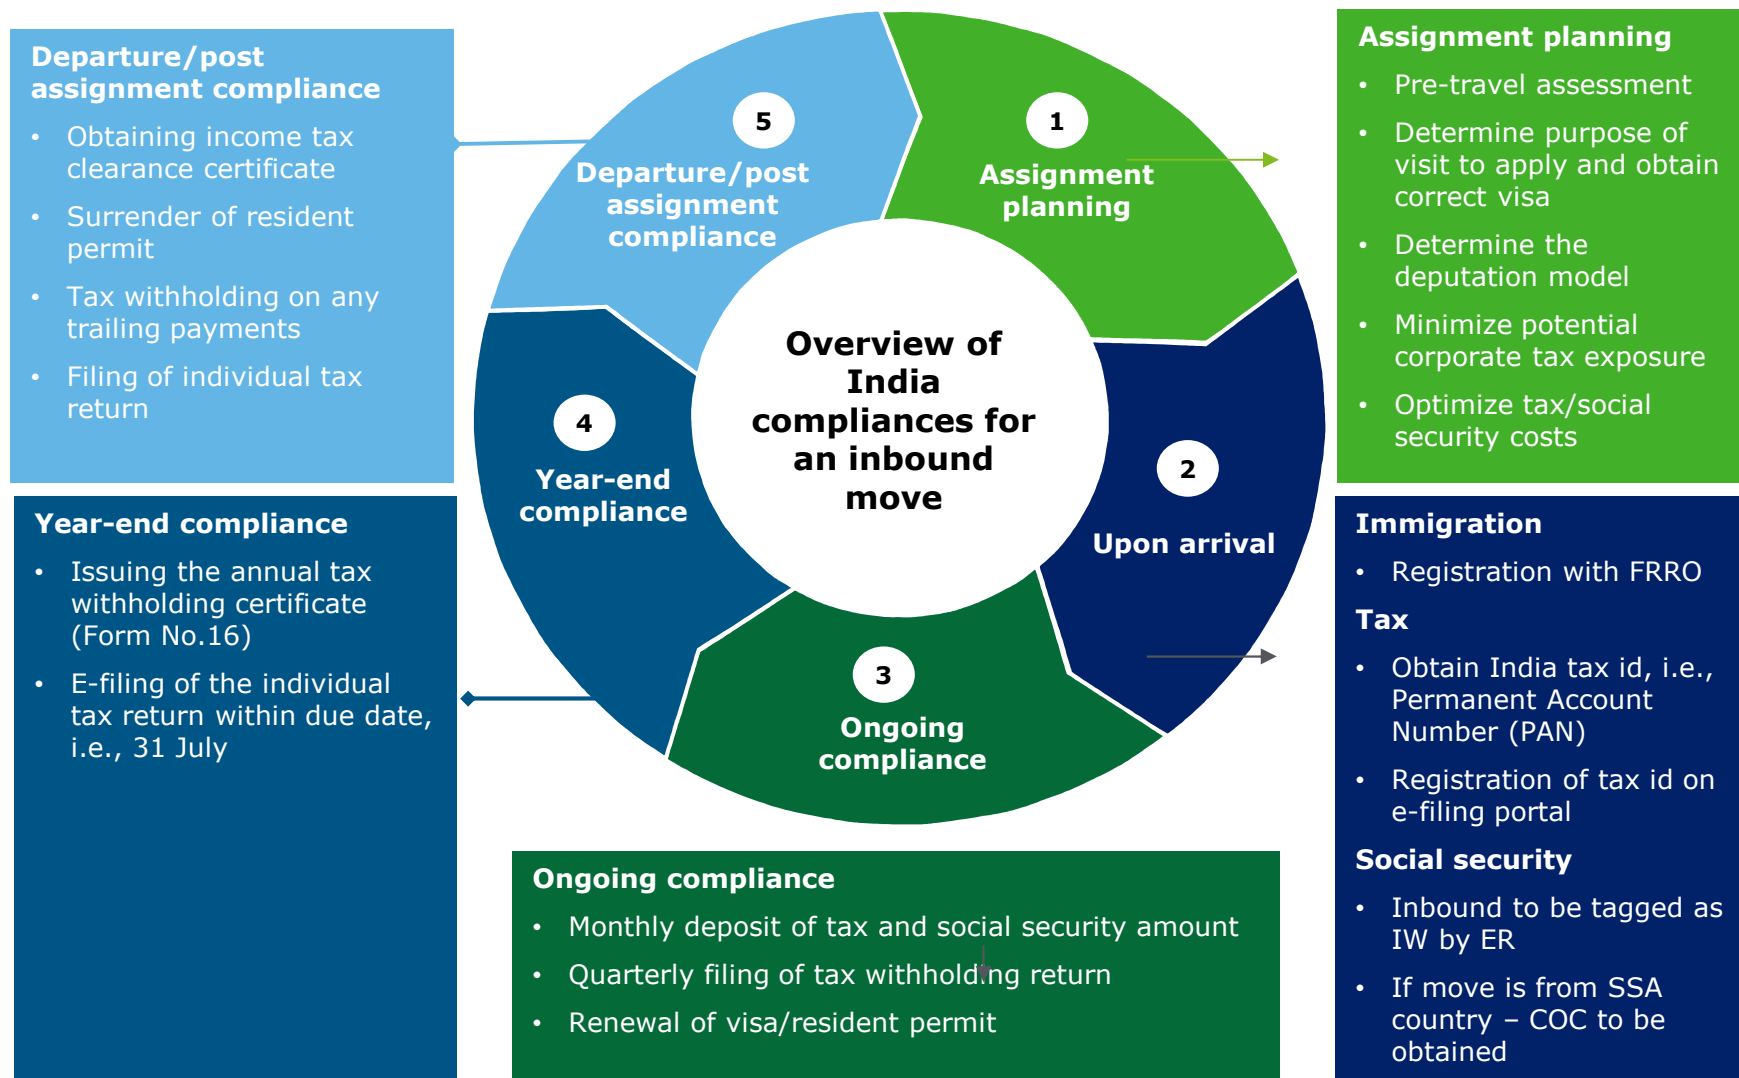 Departure/post
assignment compliance
• Obtaining income tax
clearance certificate
• Surrender of resident
permit
• Tax withholding on any
trailing payments
• Filing of individual tax
return
5
Departure/post
assignment
compliance
1
Assignment
planning
Assignment planning
• Pre-travel assessment
• Determine purpose of
visit to apply and obtain
correct visa
• Determine the
deputation model
• Minimize potential
corporate tax exposure
• Optimize tax/social
security costs
Overview of
India
compliances for
an inbound
move
4
Year-end
compliance
2
Upon arrival
3
Ongoing
compliance
Year-end compliance
• Issuing the annual tax
withholding certificate
(Form No.16)
• E-filing of the individual
tax return within due date,
i.e., 31 July
Immigration
• Registration with FRRO
Tax
• Obtain India tax id, i.e.,
Permanent Account
Number (PAN)
• Registration of tax id on
e-filing portal
Social security
• Inbound to be tagged as
IW by ER
• If move is from SSA
country – COC to be
obtained
Ongoing compliance
• Monthly deposit of tax and social security amount
• Quarterly filing of tax withholding return
• Renewal of visa/resident permit